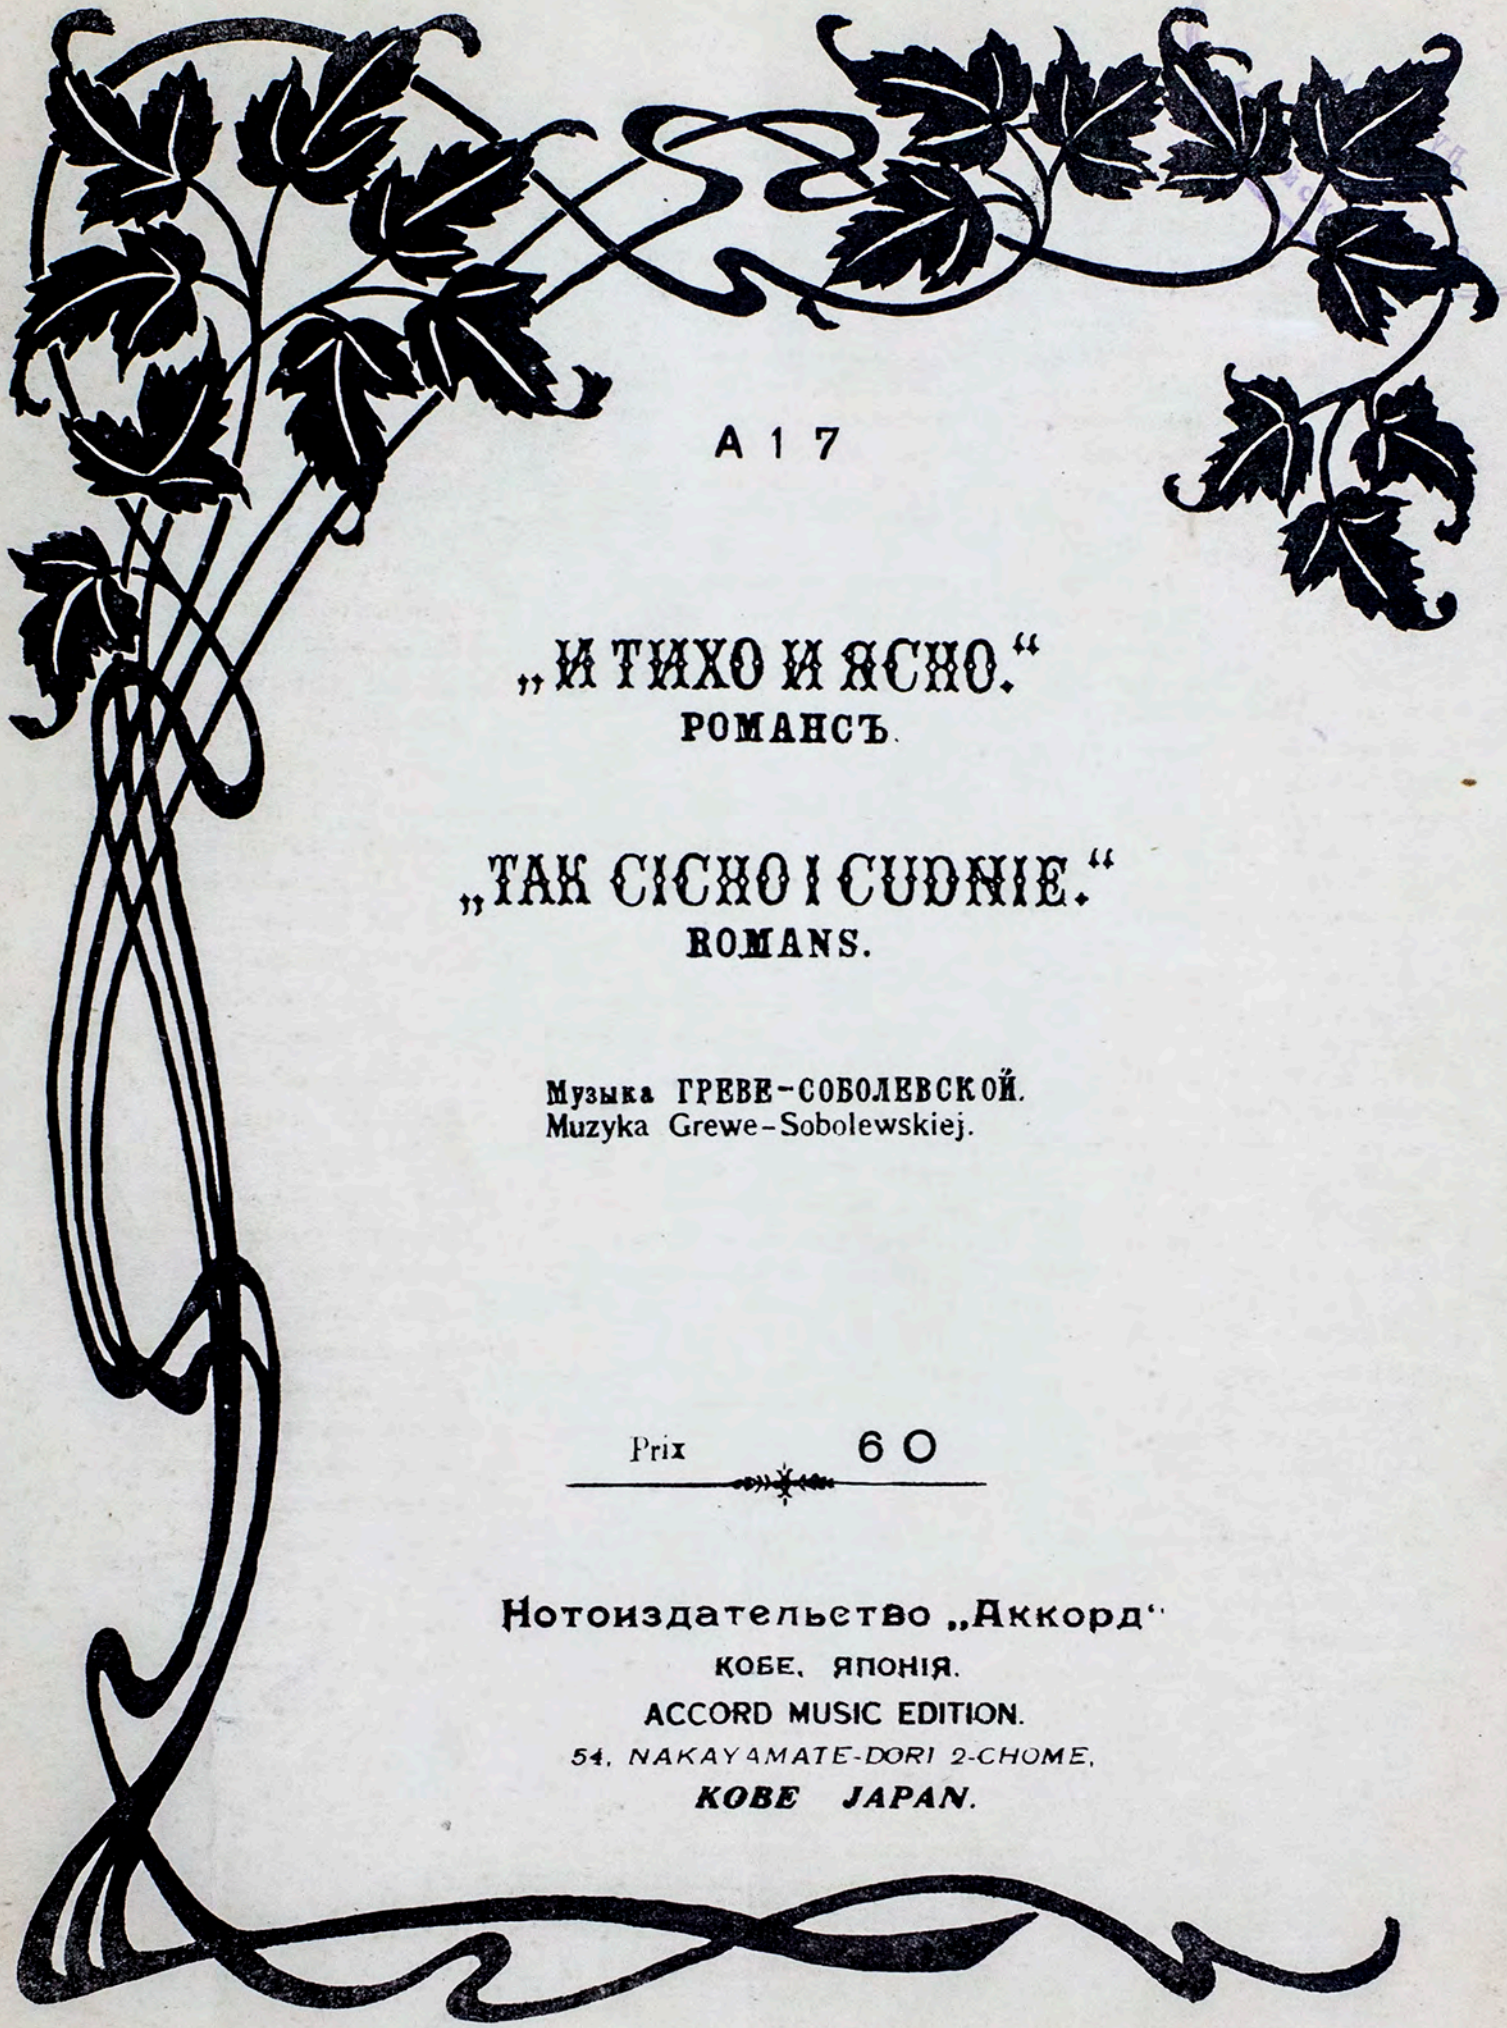 A 1 7
„И ТИХО И ЯСНО.“
РОМАНСЪ.
„TAK CICHO I CUDNIE.“
ROMANS.
Музыка ГРЕВЕ-СОБОЛЕВСКОЙ.
Muzyka Grewe-Sobolewskiej.
Prix 60
Нотоиздательство „Аккорд“
КОБЕ, ЯПОНІЯ.
ACCORD MUSIC EDITION.
54, NAKAYAMATE-DORI 2-CHOME,
KOBE JAPAN.